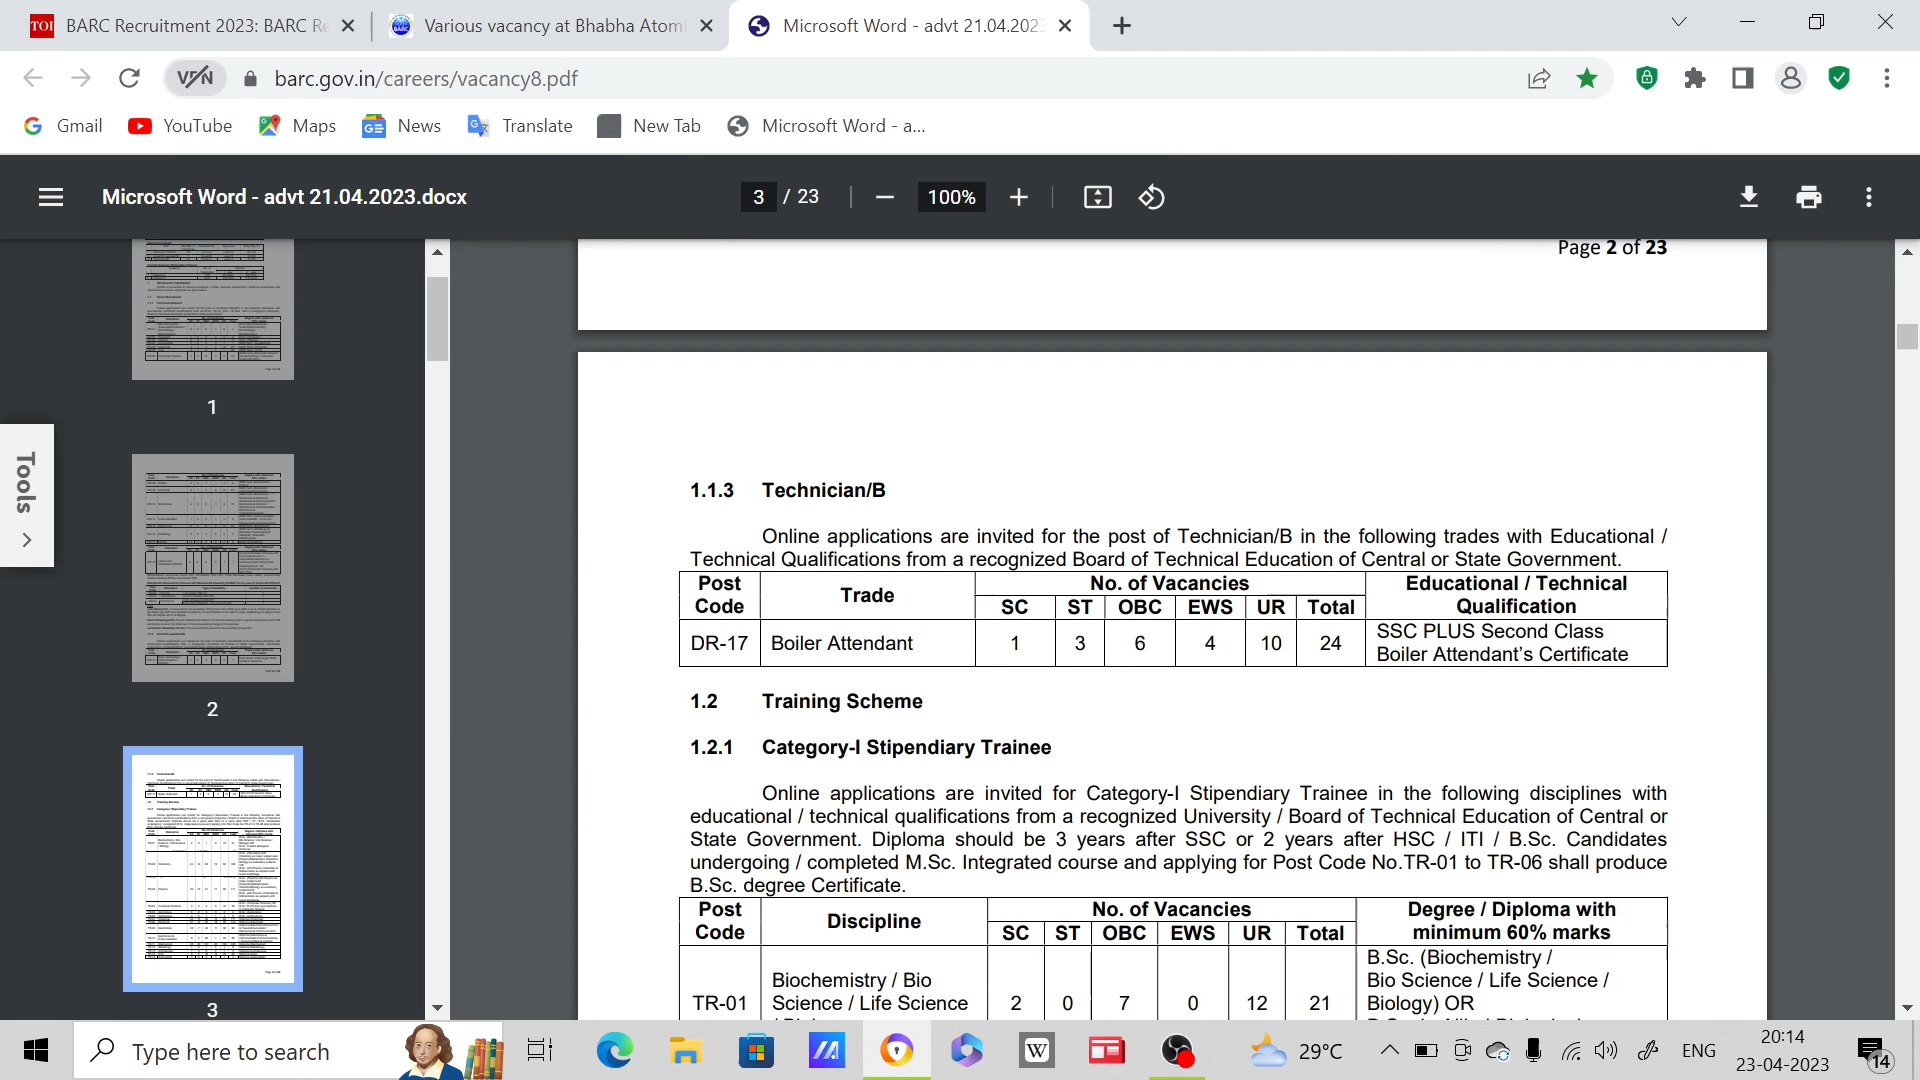 TOI BARC Recruitment 2023: BARC Re
Various vacancy at Bhabha Atomi
Microsoft Word - advt 21.04.2023
VPN barc.gov.in/careers/vacancy8.pdf
Gmail YouTube Maps News Translate New Tab Microsoft Word - a...
Microsoft Word - advt 21.04.2023.docx 3 / 23 100%
1
2
3
Tools
Page 2 of 23
1.1.3 Technician/B
Online applications are invited for the post of Technician/B in the following trades with Educational /
Technical Qualifications from a recognized Board of Technical Education of Central or State Government.
Post Code Trade No. of Vacancies Educational / Technical Qualification
SC ST OBC EWS UR Total
DR-17 Boiler Attendant 1 3 6 4 10 24 SSC PLUS Second Class
Boiler Attendant's Certificate
1.2 Training Scheme
1.2.1 Category-I Stipendiary Trainee
Online applications are invited for Category-I Stipendiary Trainee in the following disciplines with
educational / technical qualifications from a recognized University / Board of Technical Education of Central or
State Government. Diploma should be 3 years after SSC or 2 years after HSC / ITI / B.Sc. Candidates
undergoing / completed M.Sc. Integrated course and applying for Post Code No.TR-01 to TR-06 shall produce
B.Sc. degree Certificate.
Post Code Discipline No. of Vacancies Degree / Diploma with minimum 60% marks
SC ST OBC EWS UR Total
B.Sc. (Biochemistry /
Biochemistry / Bio Bio Science / Life Science /
TR-01 Science / Life Science 2 0 7 0 12 21 Biology) OR
Type here to search
29°C ENG 20:14
23-04-2023 14